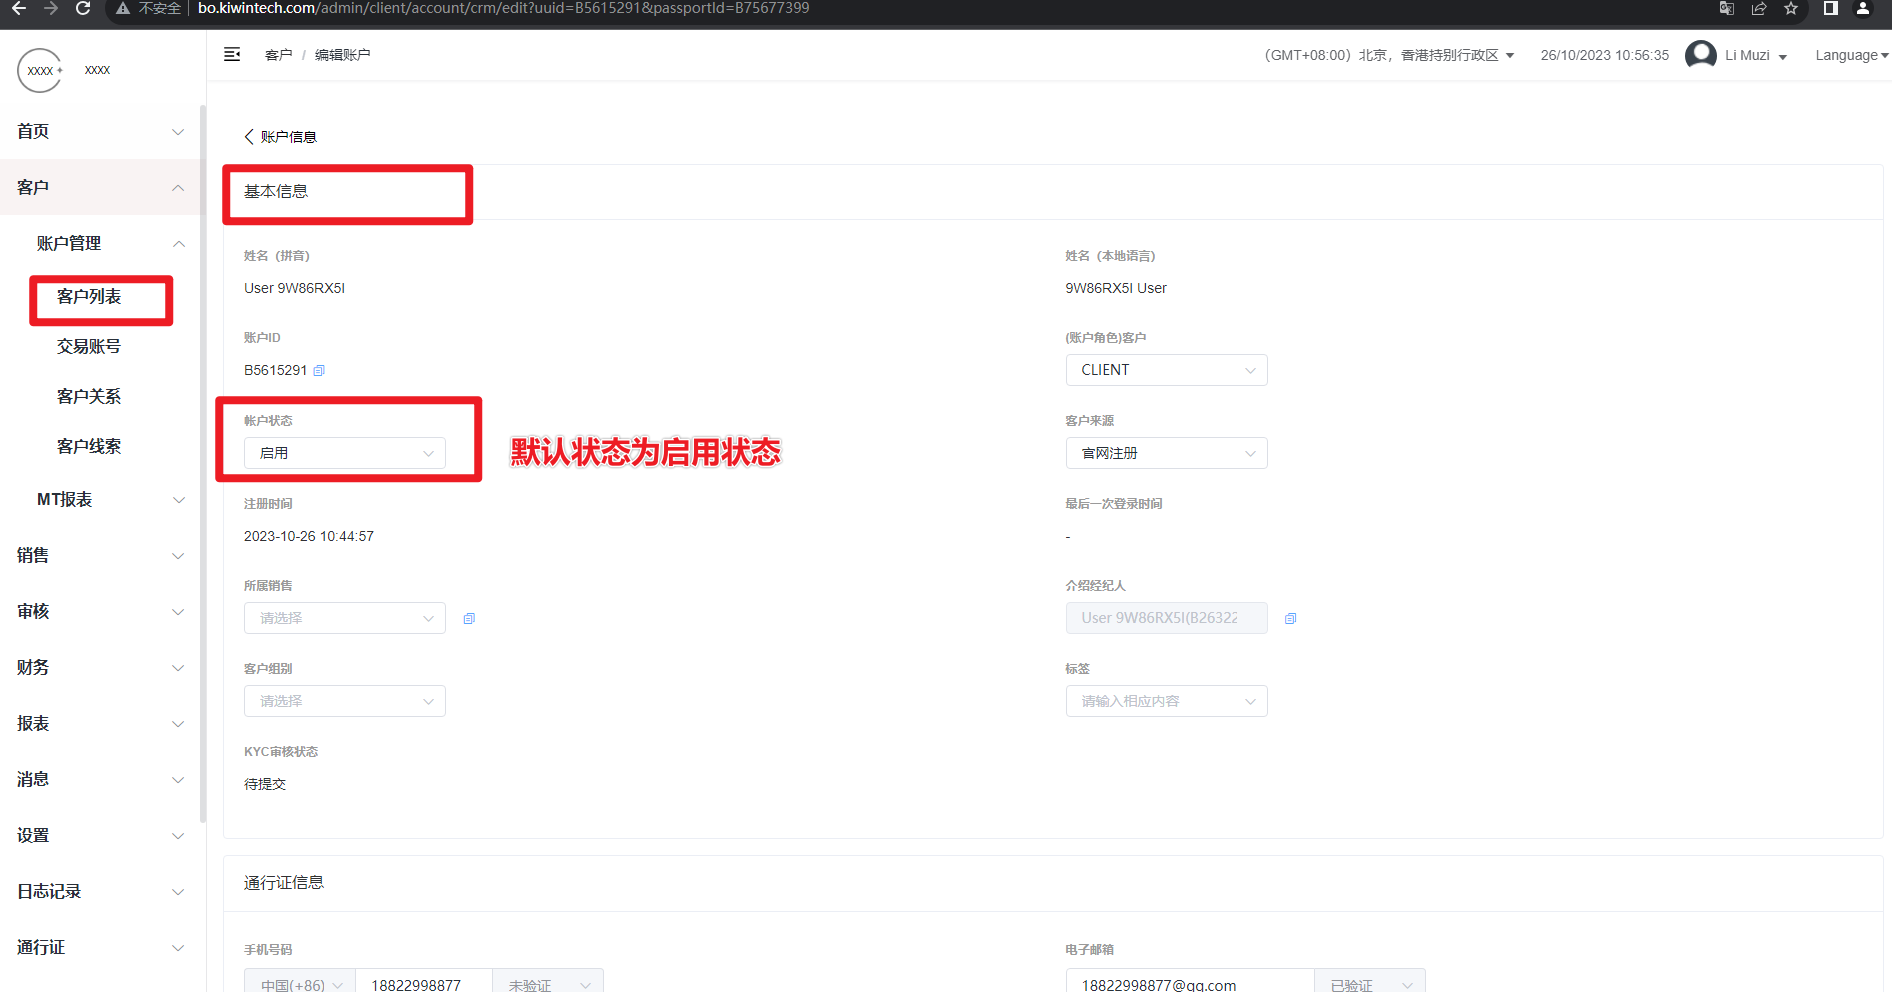 不安全 bo.kiwintech.com/admin/client/account/crm/edit?uuid=B5615291&passportId=B75677399
XXXX
XXXX
客户 / 编辑账户
(GMT+08:00) 北京，香港持别行政区
26/10/2023 10:56:35
Li Muzi
Language
首页
客户
账户管理
客户列表
交易账号
客户关系
客户线索
MT报表
销售
审核
财务
报表
消息
设置
日志记录
通行证
账户信息
基本信息
姓名（拼音）
姓名（本地语言）
User 9W86RX5I
9W86RX5I User
账户ID
(账户角色)客户
B5615291
CLIENT
帐户状态
客户来源
启用
官网注册
默认状态为启用状态
注册时间
最后一次登录时间
2023-10-26 10:44:57
-
所属销售
介绍经纪人
请选择
User 9W86RX5I(B26322
客户组别
标签
请选择
请输入相应内容
KYC审核状态
待提交
通行证信息
手机号码
电子邮箱
中国(+86)
18822998877
未验证
18822998877@qq.com
已验证